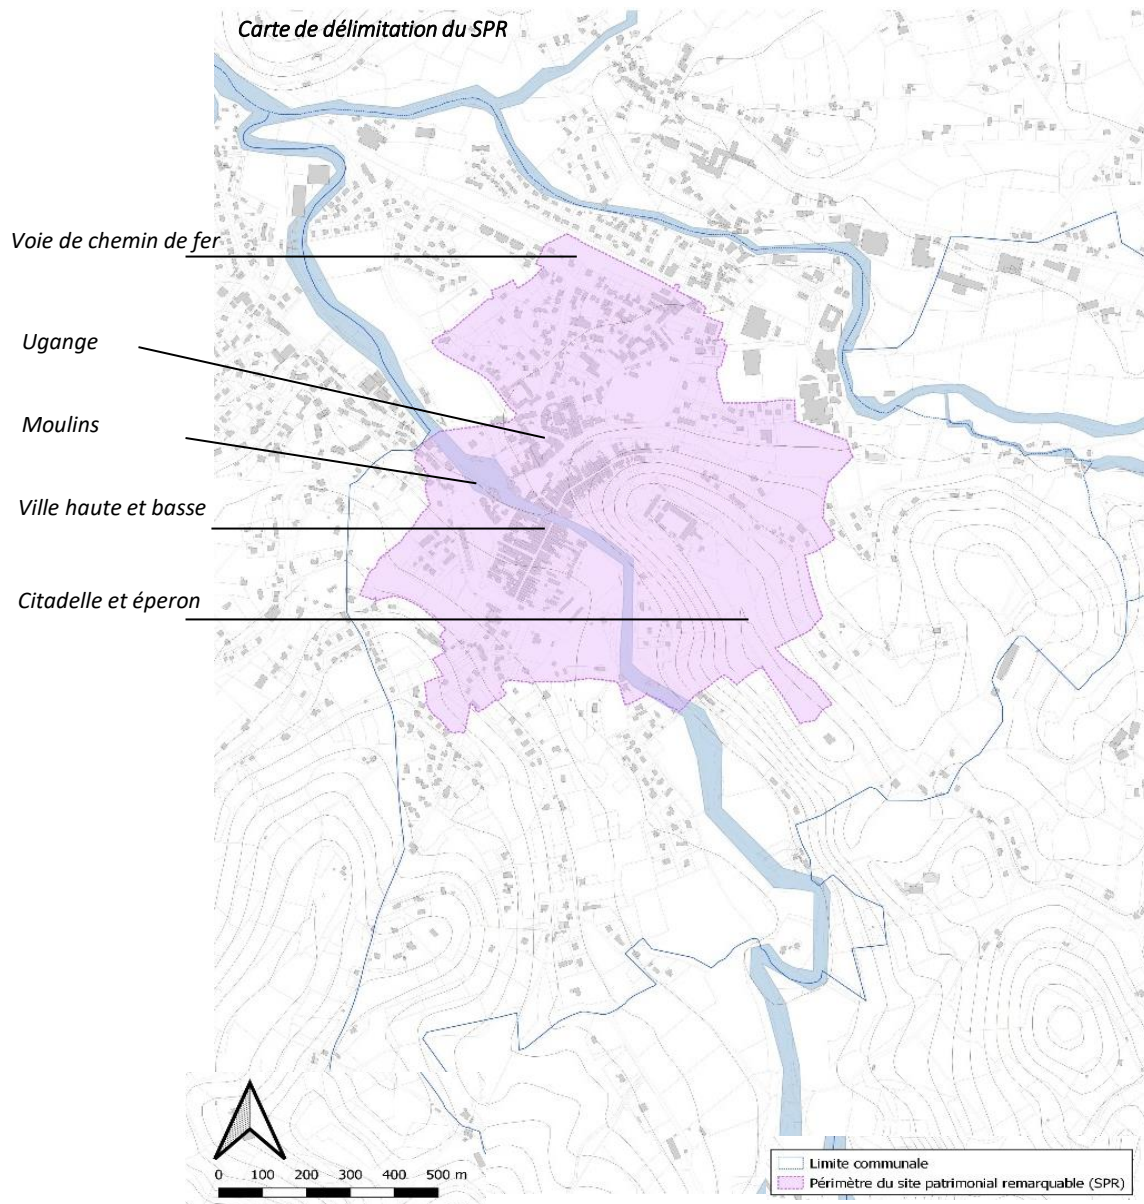 Carte de délimitation du SPR
Voie de chemin de fer
Ugange
Moulins
Ville haute et basse
Citadelle et éperon
0 100 200 300 400 500 m
Limite communale
Périmètre du site patrimonial remarquable (SPR)